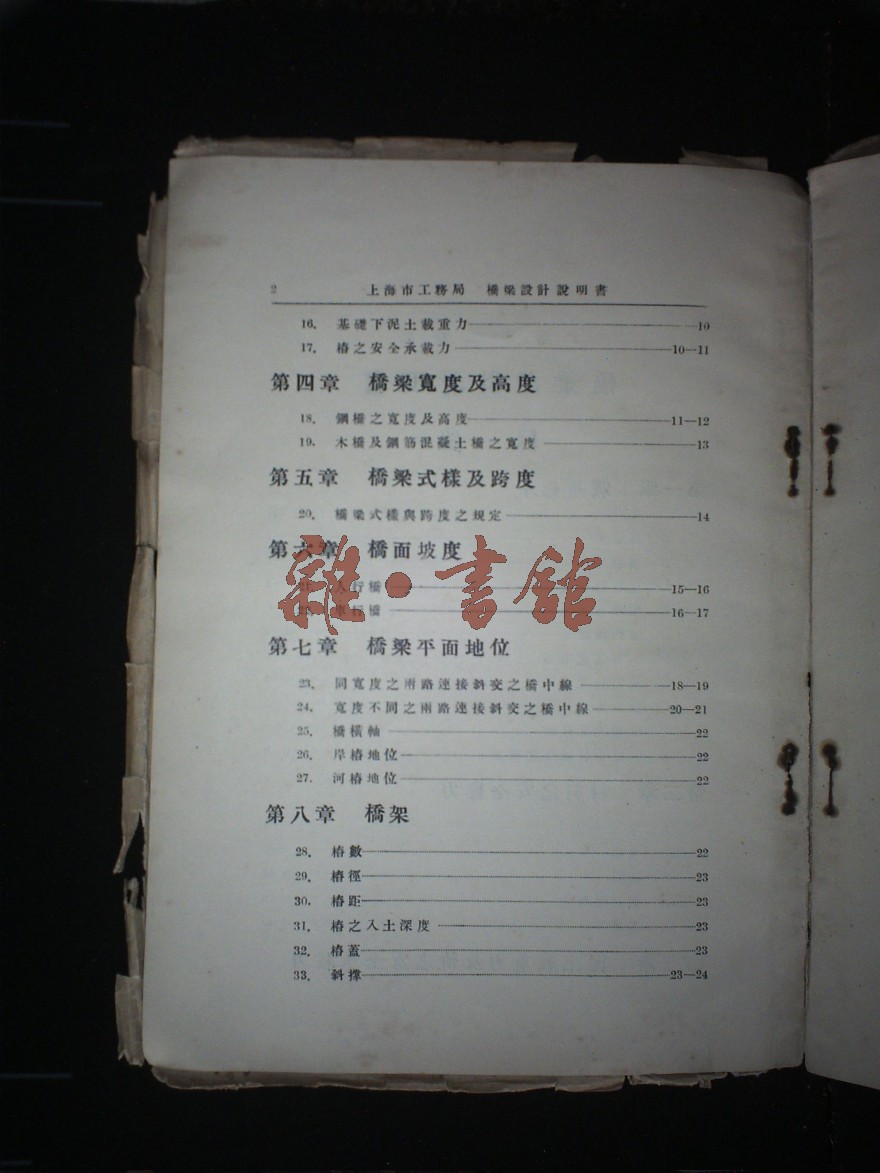 2 上海市工務局 橋梁設計說明書
16. 基礎下泥土載重力 10
17. 樁之安全承載力 10—11
第四章 橋梁寬度及高度
18. 鋼橋之寬度及高度 11—12
19. 木橋及鋼筋混凝土橋之寬度 13
第五章 橋梁式樣及跨度
20. 橋梁式樣與跨度之規定 14
第六章 橋面坡度
21. 人行橋 15—16
22. 車行橋 16—17
雜·書館
第七章 橋梁平面地位
23. 同寬度之兩路連接斜交之橋中線 18—19
24. 寬度不同之兩路連接斜交之橋中線 20—21
25. 橋橫軸 22
26. 岸樁地位 22
27. 河樁地位 22
第八章 橋架
28. 樁數 22
29. 樁徑 23
30. 樁距 23
31. 樁之入土深度 23
32. 樁蓋 23
33. 斜撐 23—24